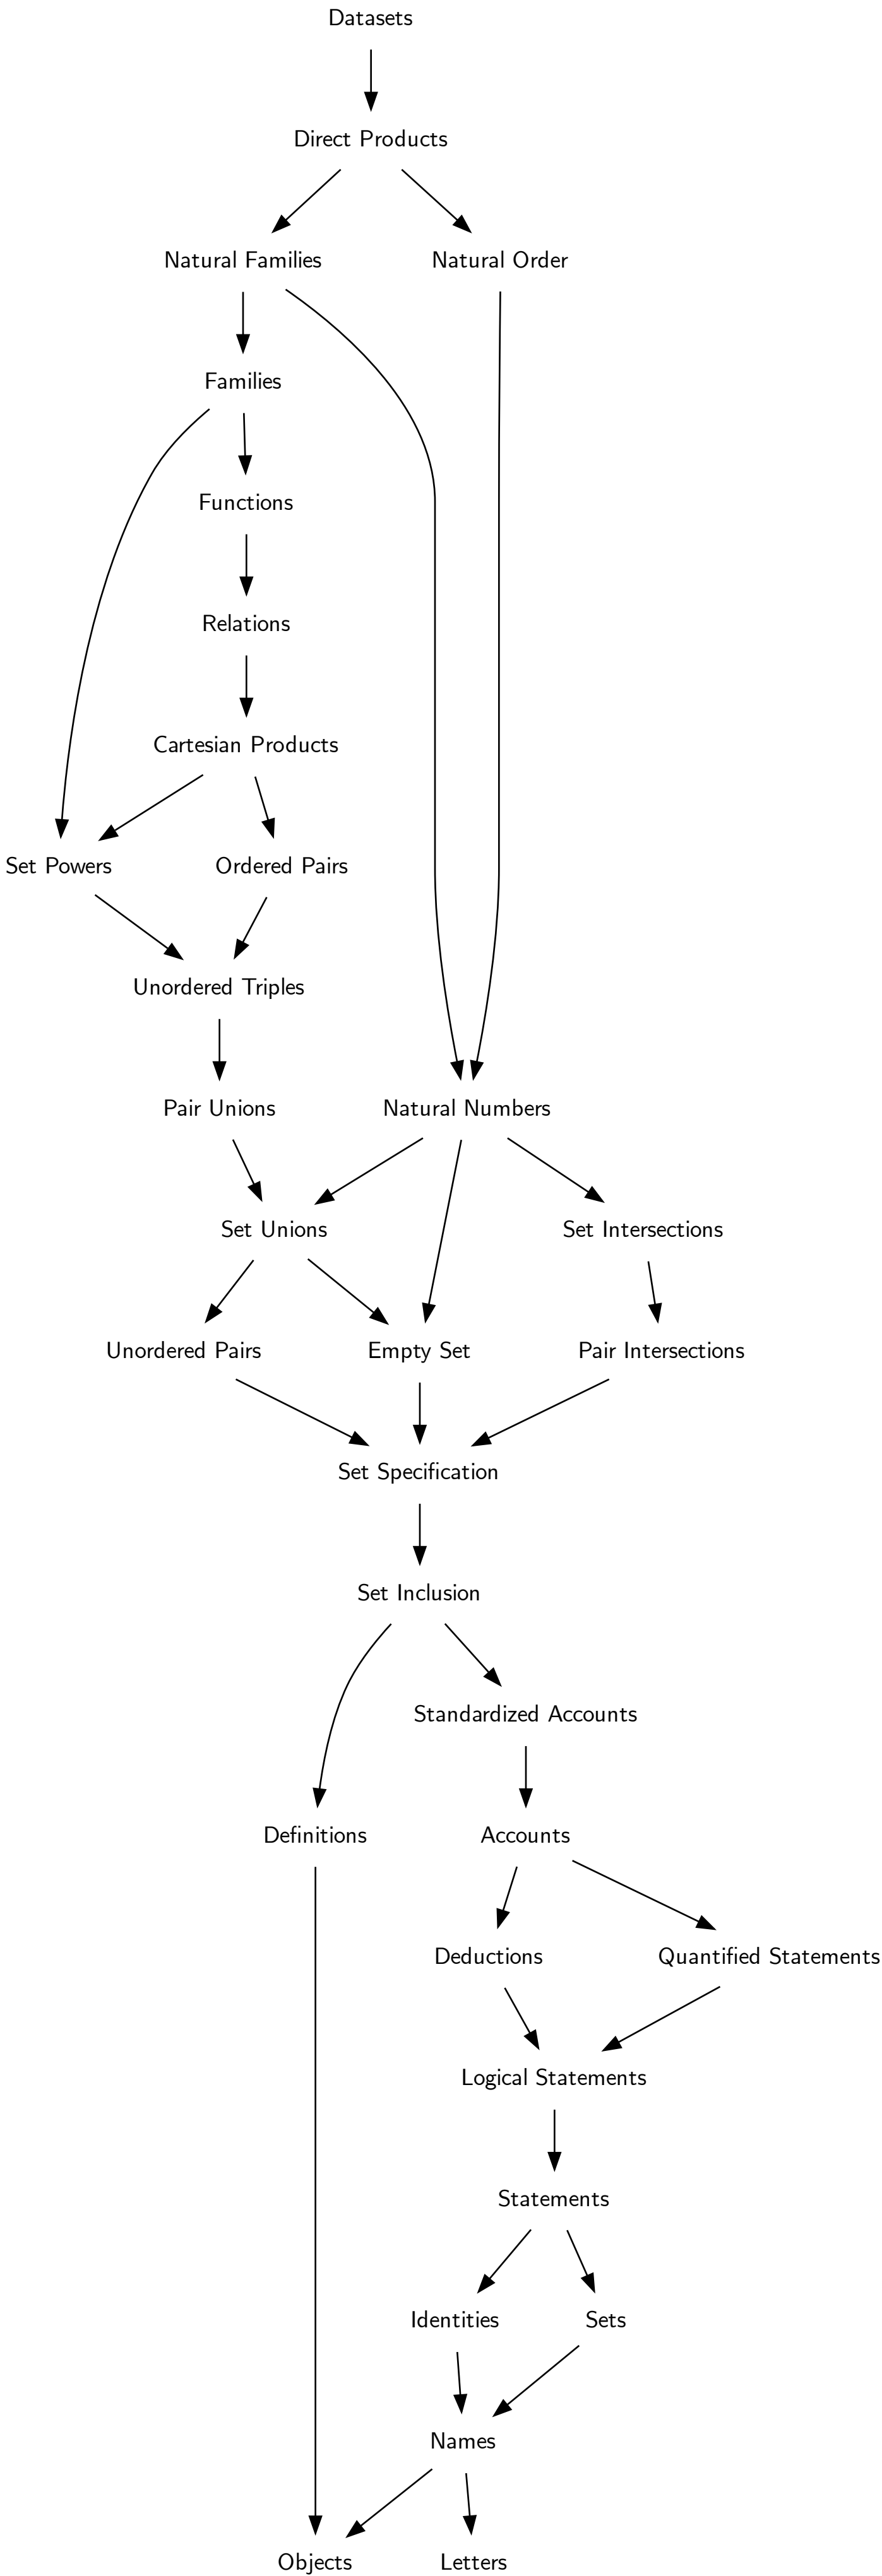 Datasets
Direct Products
Natural Families
Natural Order
Families
Functions
Relations
Cartesian Products
Set Powers
Ordered Pairs
Unordered Triples
Pair Unions
Natural Numbers
Set Unions
Set Intersections
Unordered Pairs
Empty Set
Pair Intersections
Set Specification
Set Inclusion
Standardized Accounts
Definitions
Accounts
Deductions
Quantified Statements
Logical Statements
Statements
Identities
Sets
Names
Objects
Letters